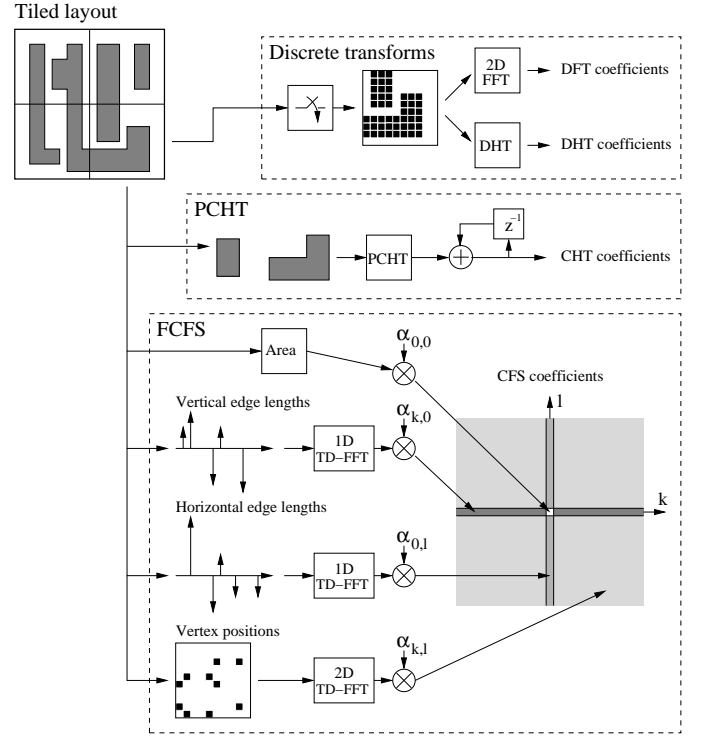 Tiled layout
Discrete transforms
2D
FFT
DFT coefficients
DHT
DHT coefficients
PCHT
PCHT
+
z⁻¹
CHT coefficients
FCFS
Area
α0,0
CFS coefficients
l
k
Vertical edge lengths
1D
TD−FFT
αk,0
Horizontal edge lengths
1D
TD−FFT
α0,l
Vertex positions
2D
TD−FFT
αk,l